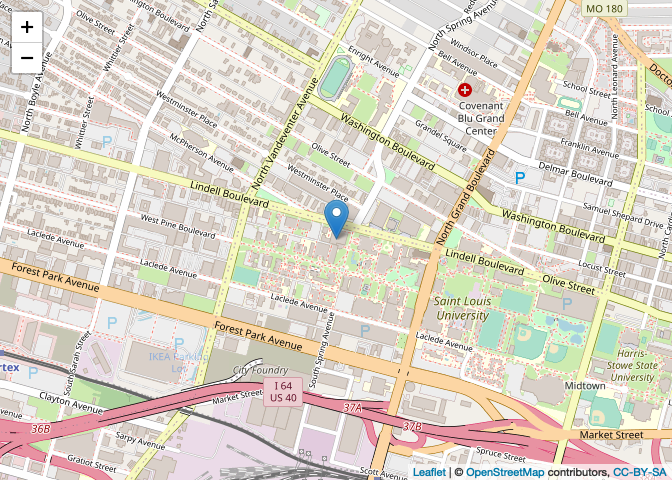 +
−
MO 180
North Spring Avenue
Olive Street
Windsor Place
Bell Avenue
Enright Avenue
Whittier Street
North Boyle Avenue
School Street
North Leonard Avenue
Covenant
Blu Grand
Center
Bell Avenue
Westminster Place
North Vandeventer Avenue
Washington Boulevard
Grandel Square
Franklin Avenue
Whittier Street
McPherson Avenue
Olive Street
P
P
Delmar Boulevard
Westminster Place
Lindell Boulevard
North Grand Boulevard
Washington Boulevard
Samuel Shepard Drive
West Pine Boulevard
Laclede Avenue
Lindell Boulevard
Locust Street
Laclede Avenue
Olive Street
Forest Park Avenue
Laclede Avenue
Saint Louis
University
P
P
P
P
Forest Park Avenue
Laclede Avenue
South Spring Avenue
South Sarah Street
IKEA Parking
Lot
Harris-
Stowe State
University
P
City Foundry
Midtown
I 64
US 40
Market Street
Clayton Avenue
37A
36B
37B
Market Street
Sarpy Avenue
Gratiot Street
Spruce Street
Scott Avenue
Leaflet | © OpenStreetMap contributors, CC-BY-SA